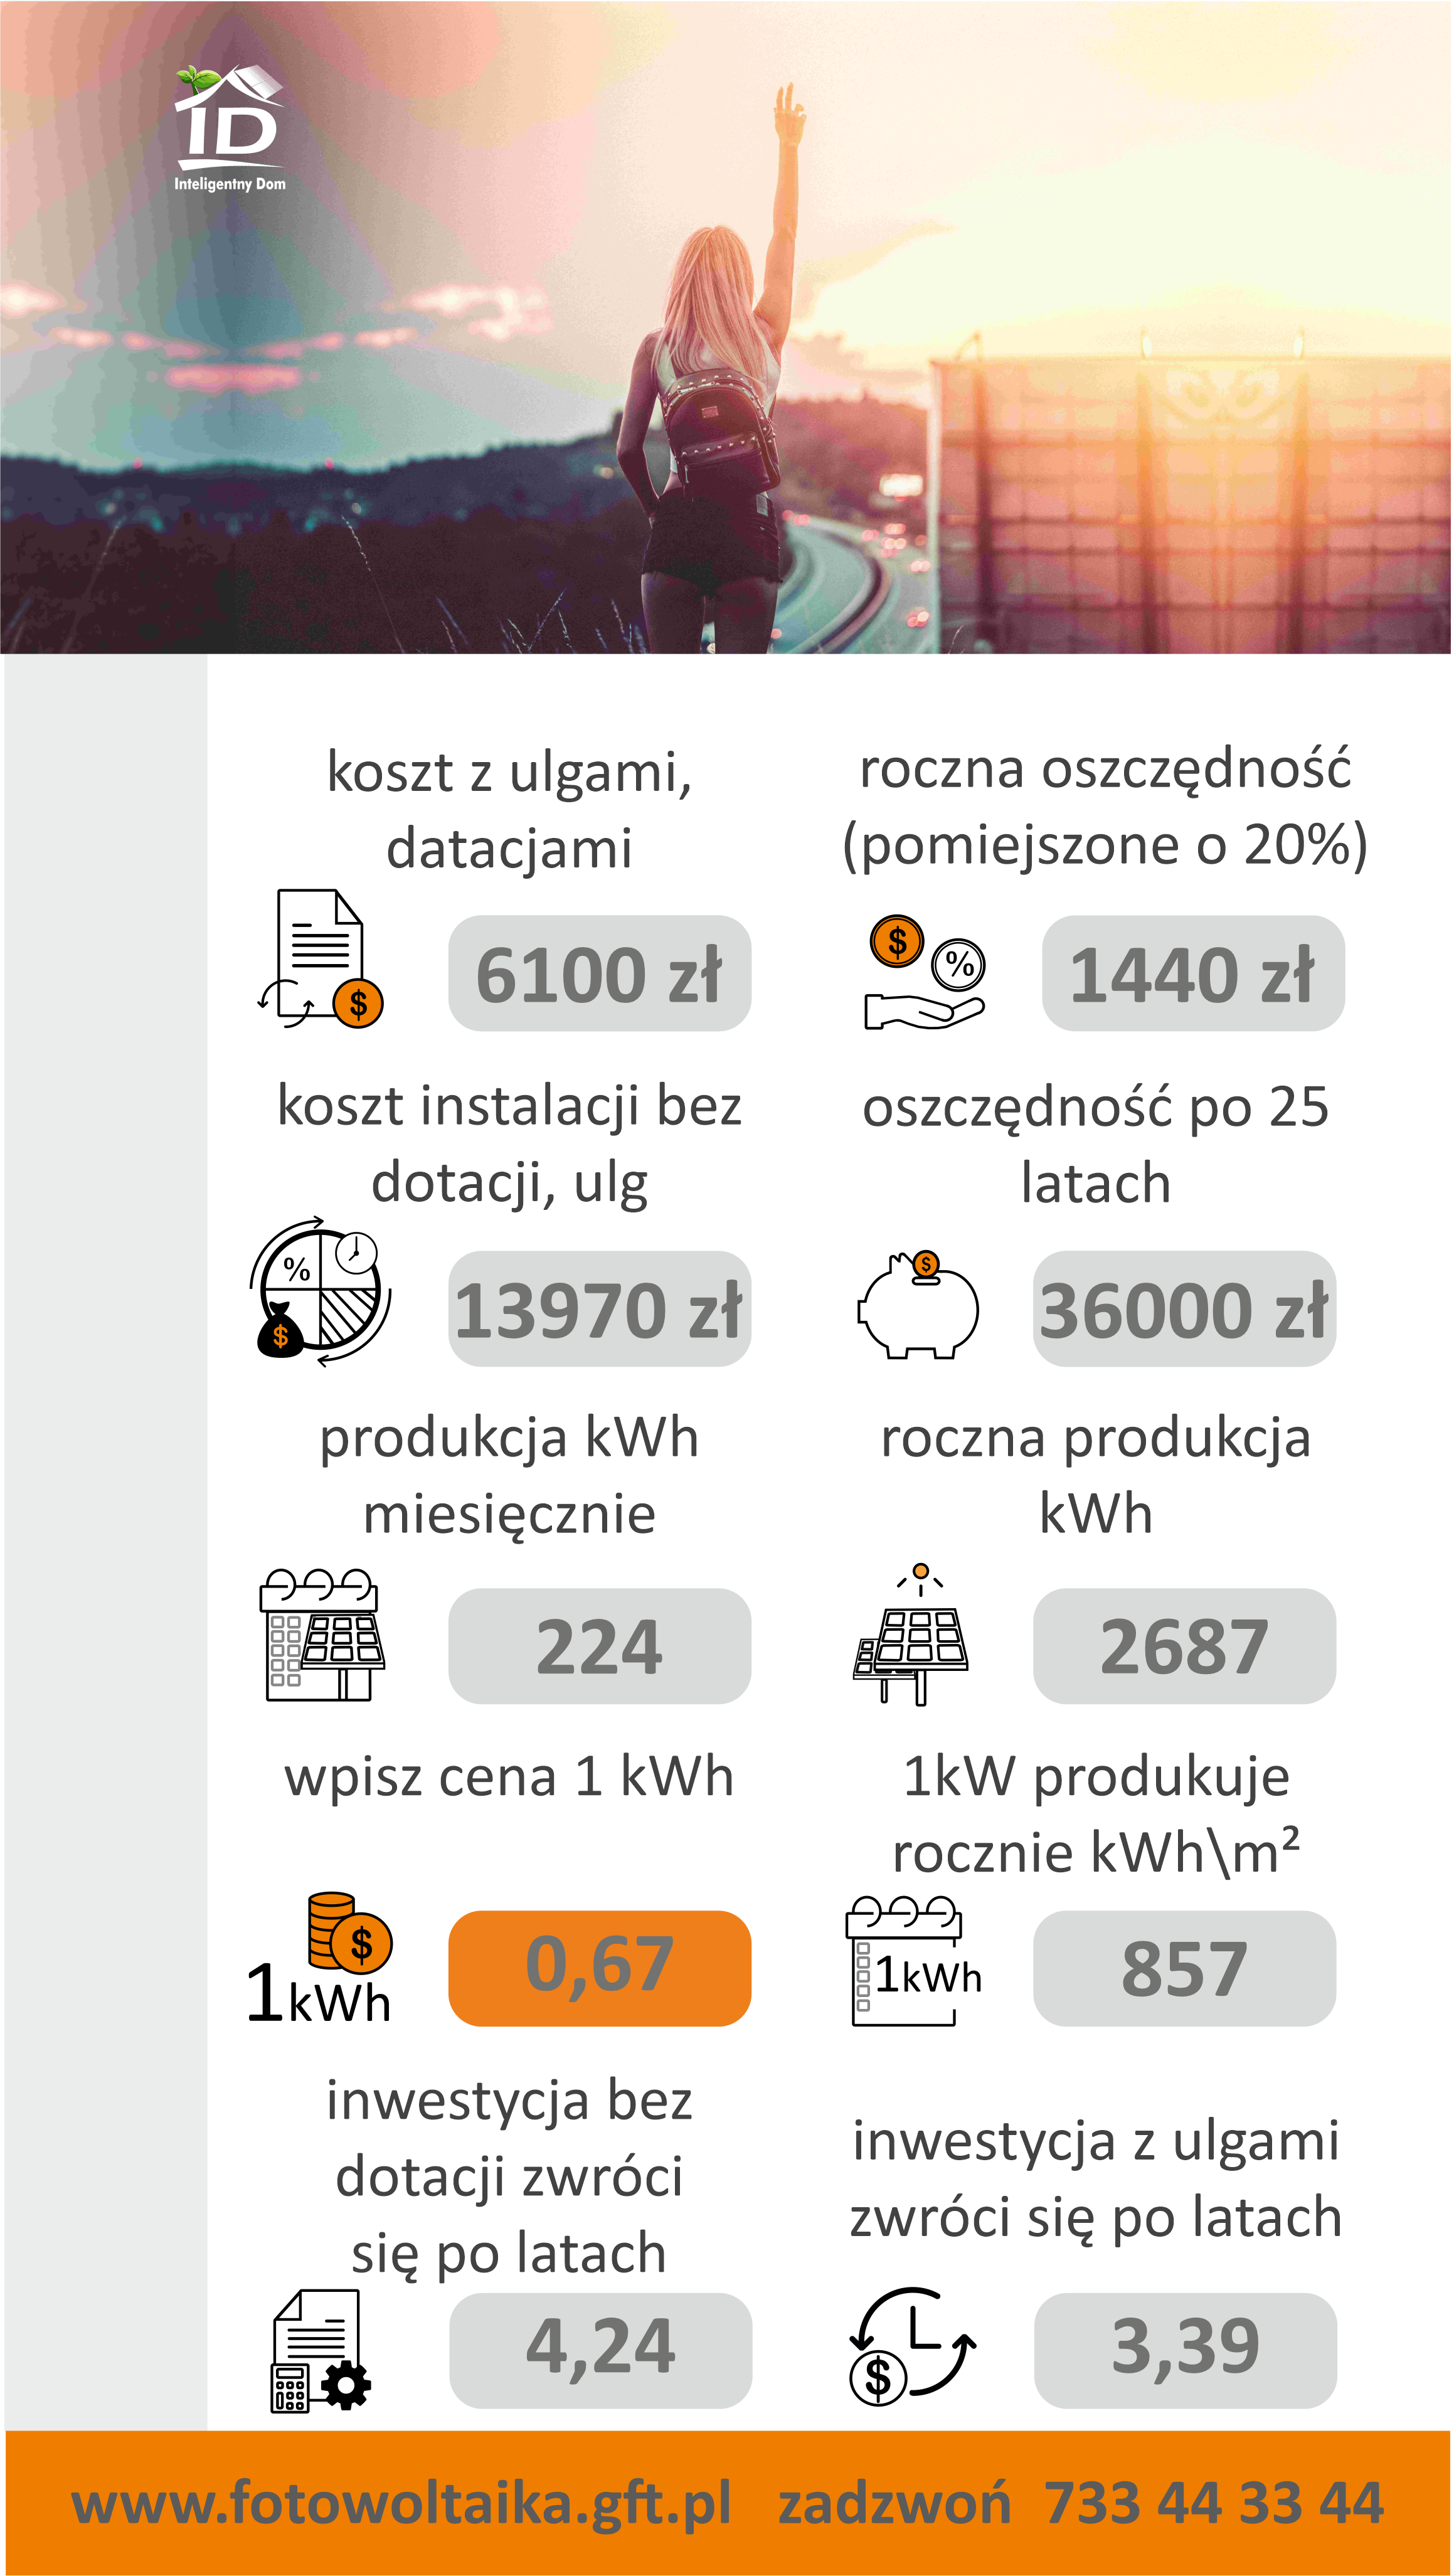 ID
Inteligentny Dom
koszt z ulgami,
datacjami
$
6100 zł
roczna oszczędność
(pomiejszone o 20%)
$
%
1440 zł
koszt instalacji bez
dotacji, ulg
%
$
13970 zł
oszczędność po 25
latach
$
36000 zł
produkcja kWh
miesięcznie
224
roczna produkcja
kWh
2687
wpisz cena 1 kWh
$
1kWh
0,67
1kW produkuje
rocznie kWh\m²
1kWh
857
inwestycja bez
dotacji zwróci
się po latach
4,24
inwestycja z ulgami
zwróci się po latach
$
3,39
www.fotowoltaika.gft.pl zadzwoń 733 44 33 44